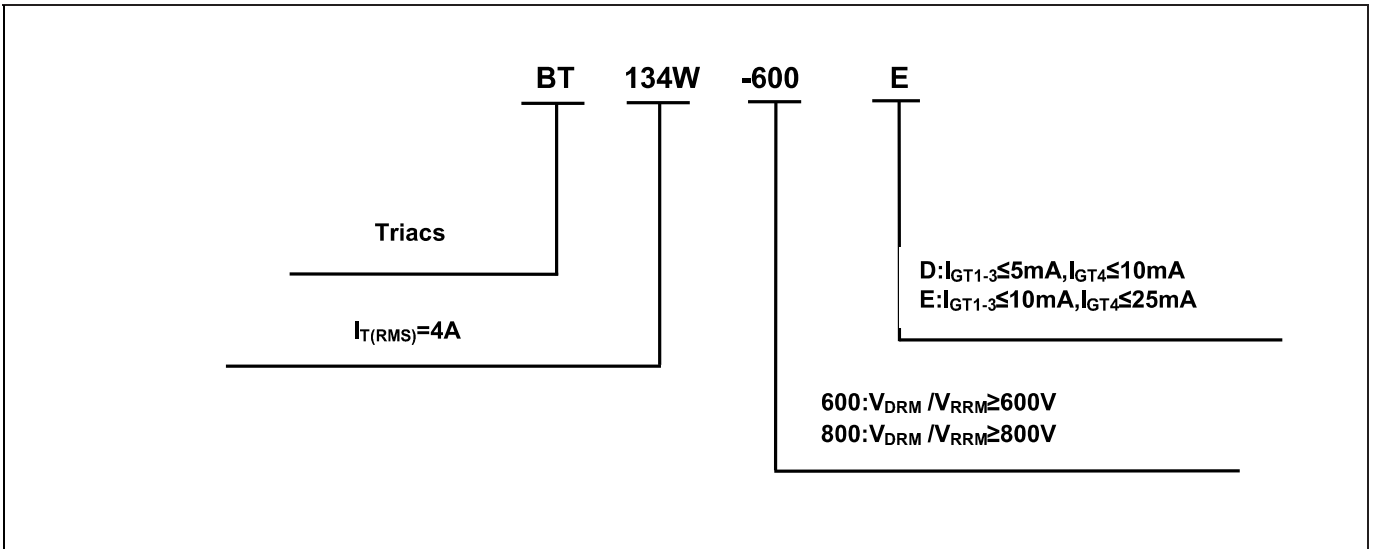 BT 134W -600 E
Triacs
D:IGT1-3≤5mA,IGT4≤10mA
E:IGT1-3≤10mA,IGT4≤25mA
IT(RMS)=4A
600:VDRM /VRRM≥600V
800:VDRM /VRRM≥800V